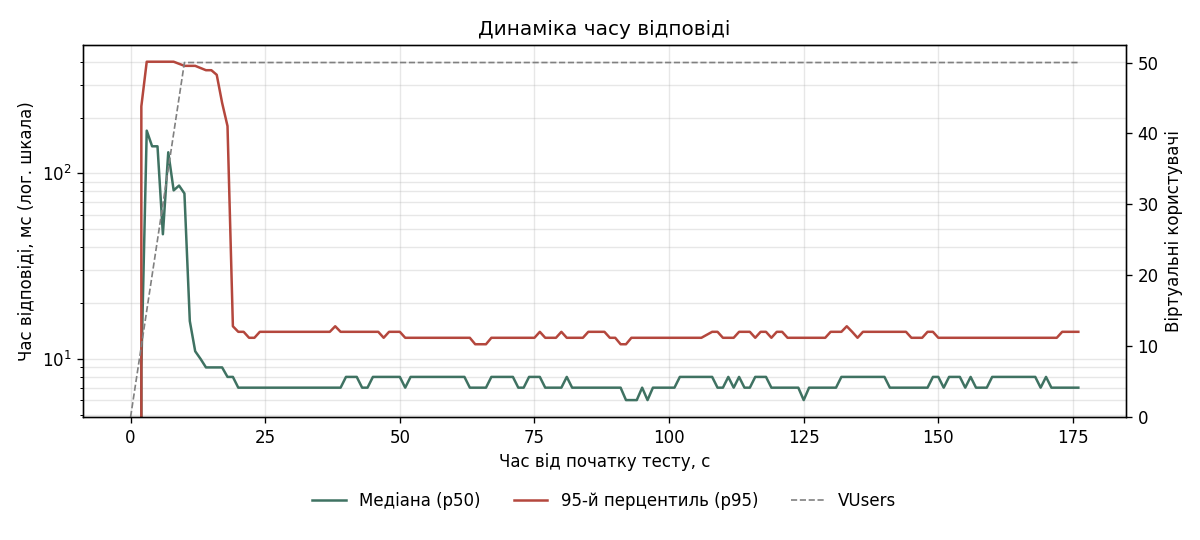 Динаміка часу відповіді
Час відповіді, мс (лог. шкала)
10²
10¹
50
40
30
20
10
0
Віртуальні користувачі
0 25 50 75 100 125 150 175
Час від початку тесту, с
Медіана (p50) 95-й перцентиль (p95) VUsers